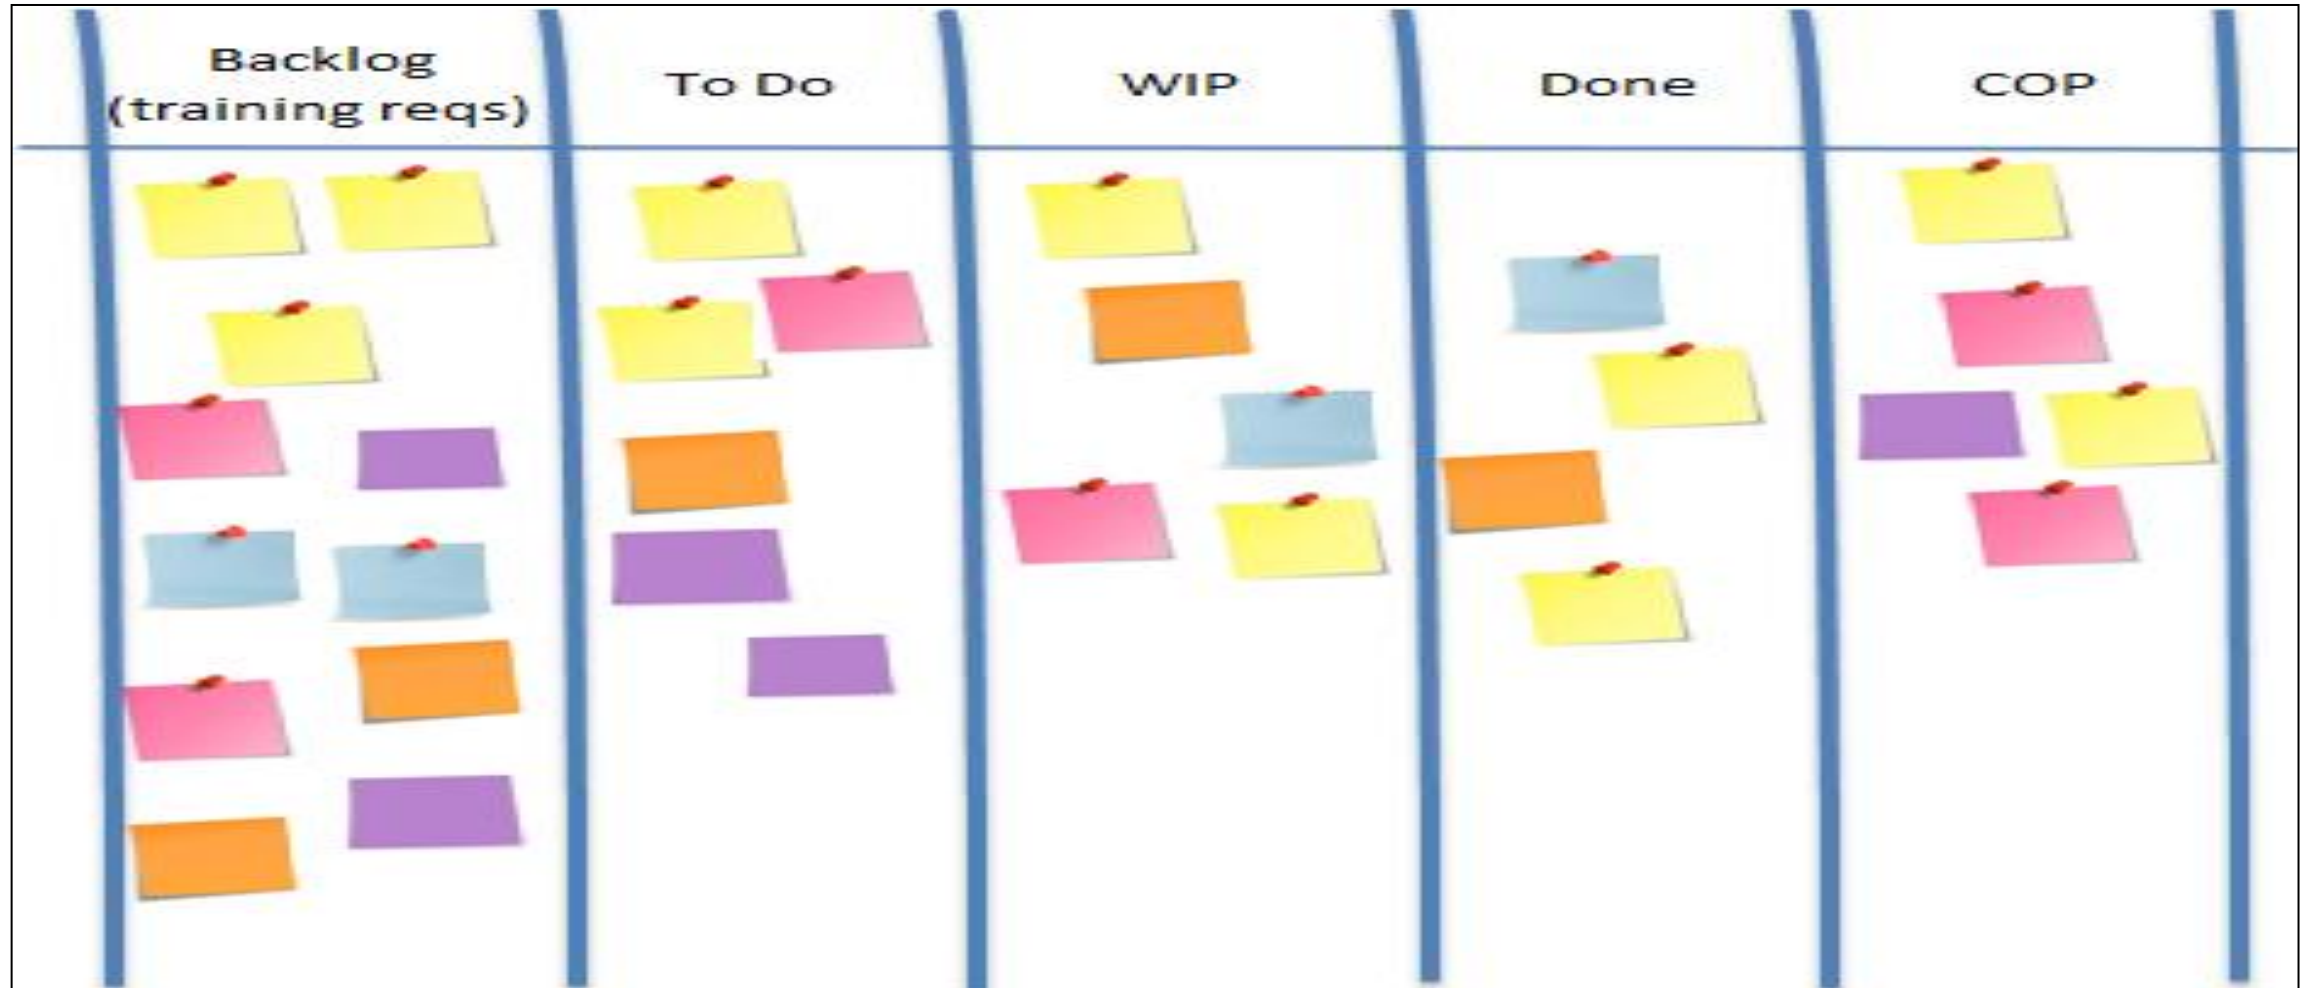 Backlog
(training reqs)
To Do
WIP
Done
COP